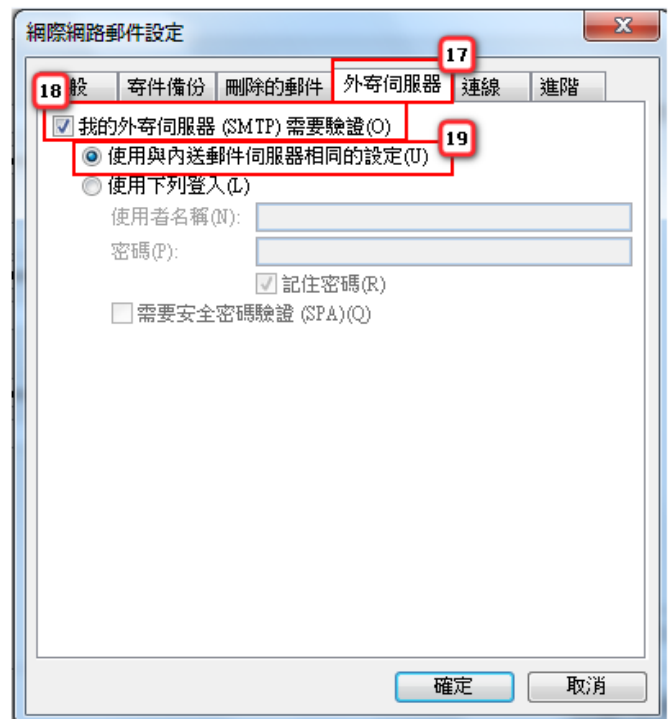 網際網路郵件設定
17
18 般 寄件備份 刪除的郵件 外寄伺服器 連線 進階
我的外寄伺服器 (SMTP) 需要驗證(O)
19
使用與內送郵件伺服器相同的設定(U)
使用下列登入(L)
使用者名稱(N):
密碼(P):
記住密碼(R)
需要安全密碼驗證 (SPA)(Q)
確定 取消